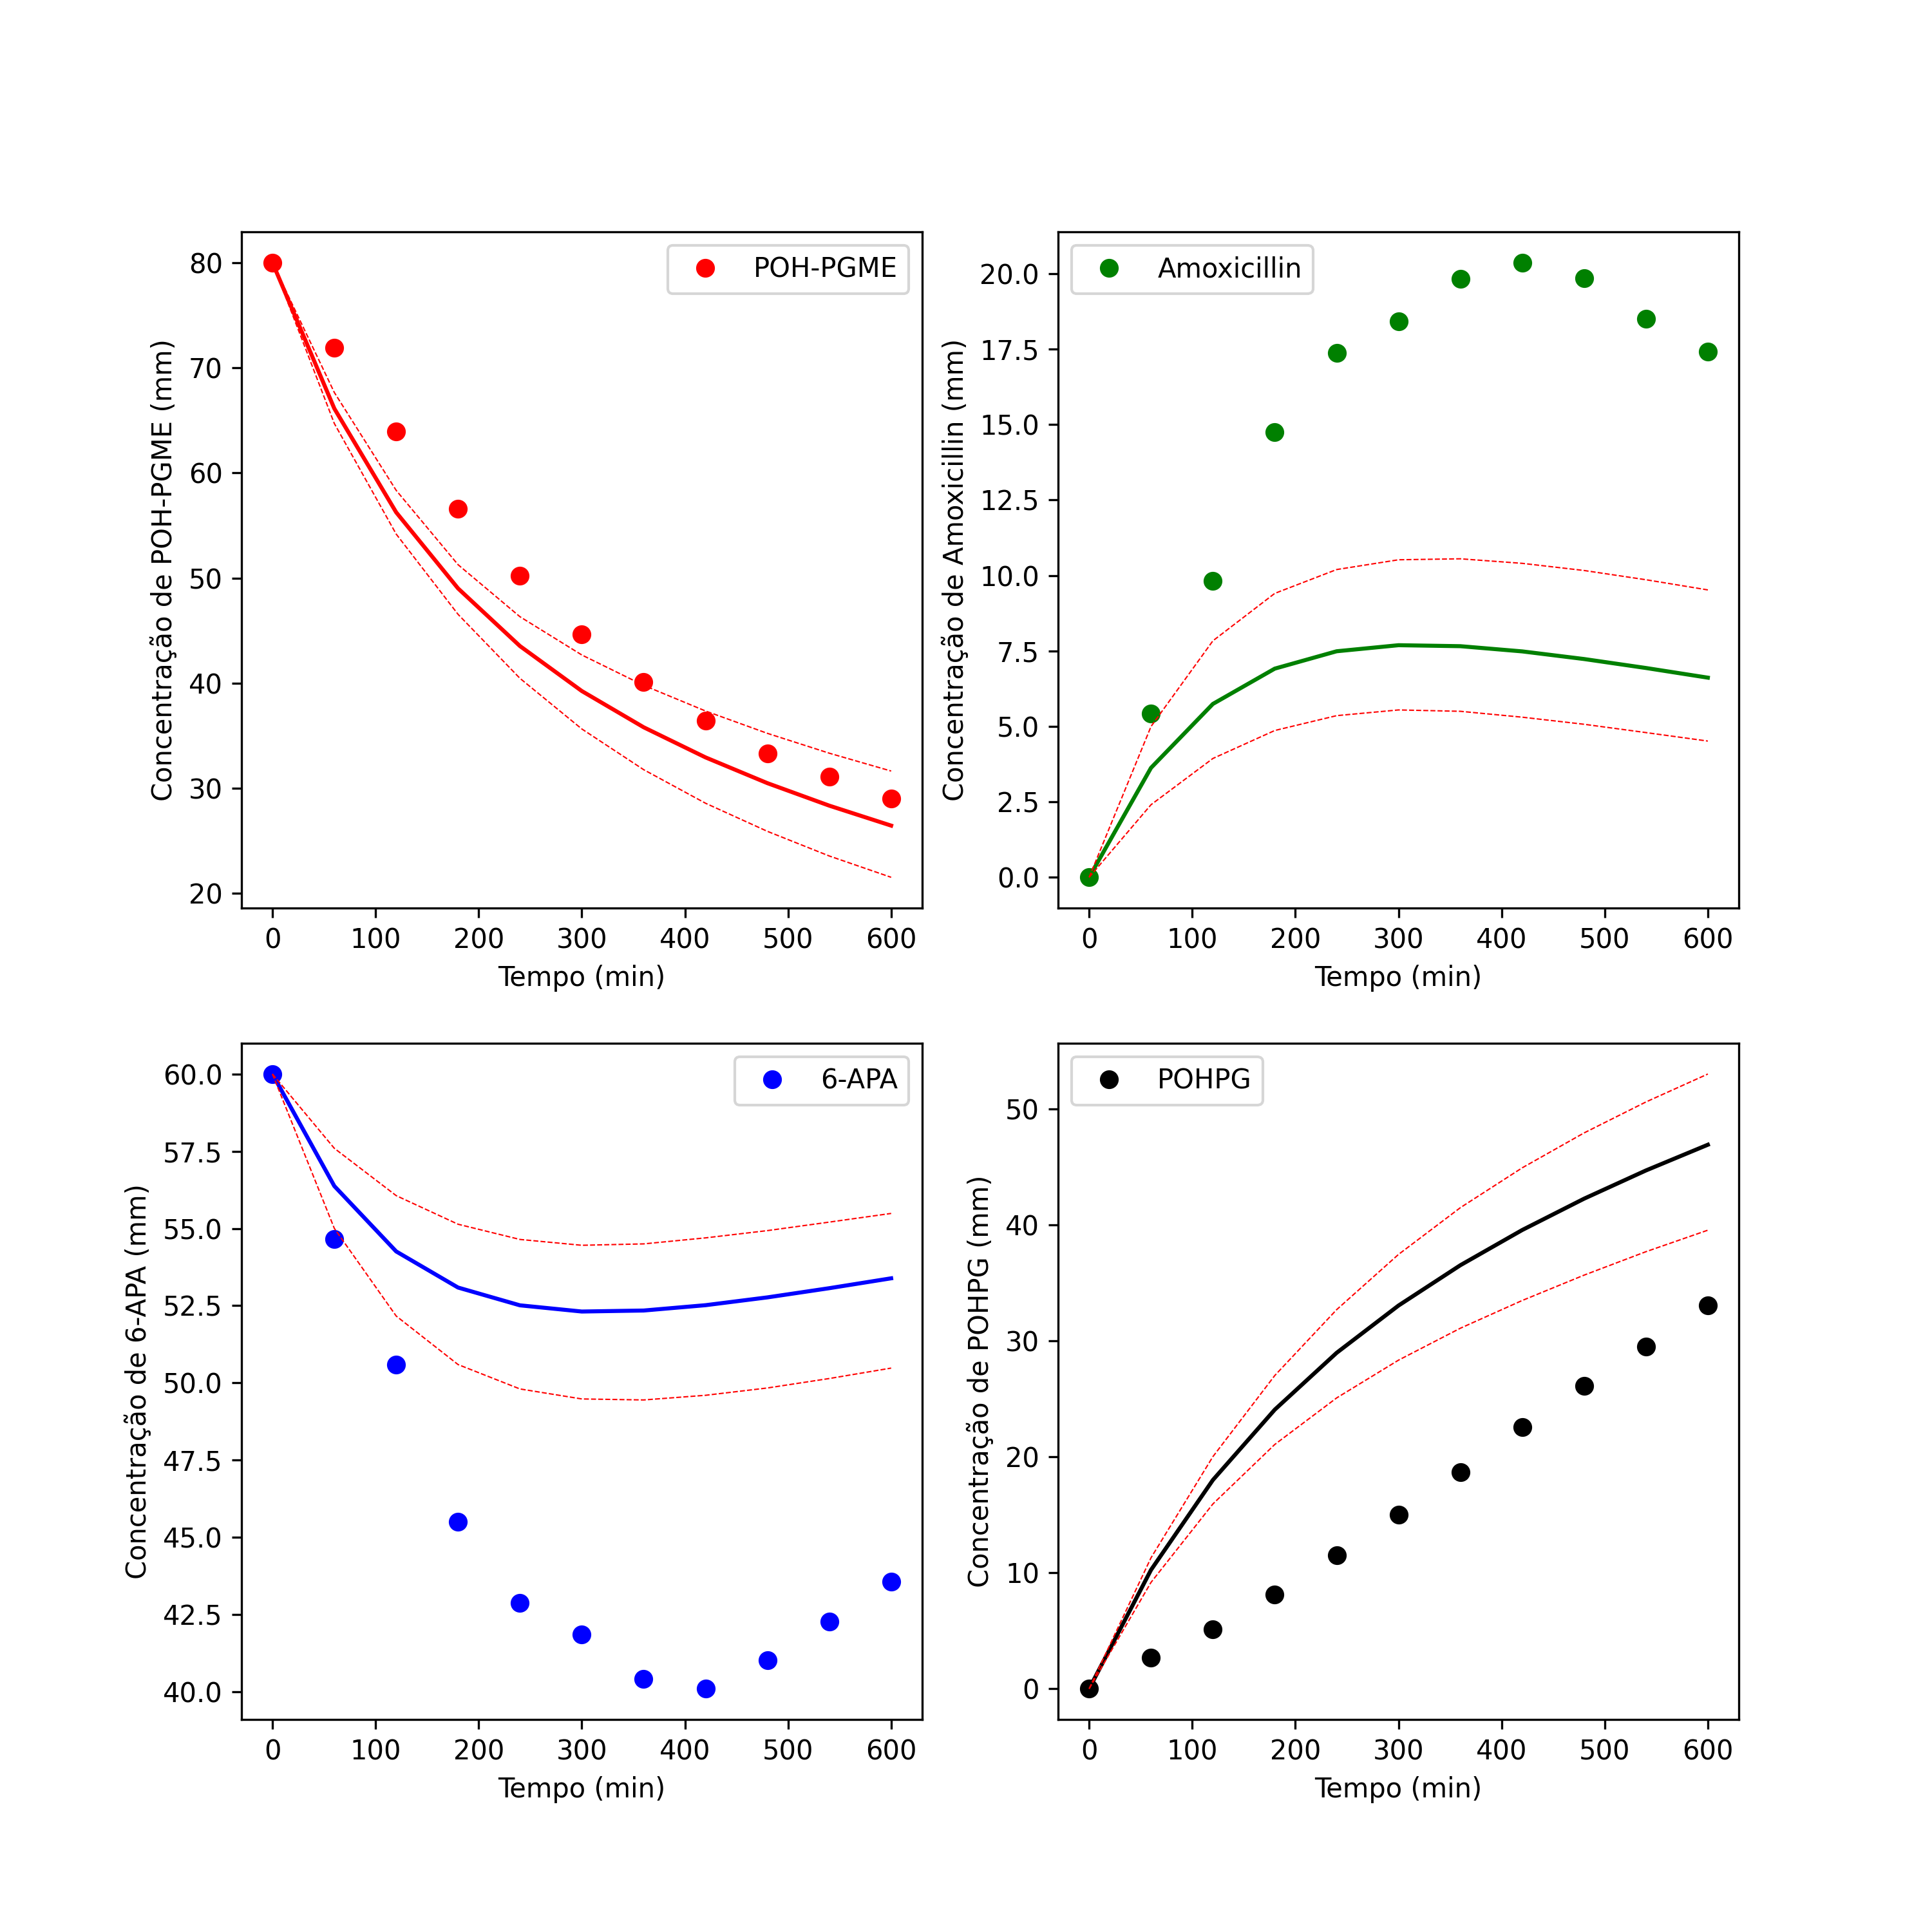 POH-PGME
80
70
60
50
40
30
20
Concentração de POH-PGME (mm)
0 100 200 300 400 500 600
Tempo (min)
Amoxicillin
20.0
17.5
15.0
12.5
10.0
7.5
5.0
2.5
0.0
Concentração de Amoxicillin (mm)
0 100 200 300 400 500 600
Tempo (min)
6-APA
60.0
57.5
55.0
52.5
50.0
47.5
45.0
42.5
40.0
Concentração de 6-APA (mm)
0 100 200 300 400 500 600
Tempo (min)
POHPG
50
40
30
20
10
0
Concentração de POHPG (mm)
0 100 200 300 400 500 600
Tempo (min)